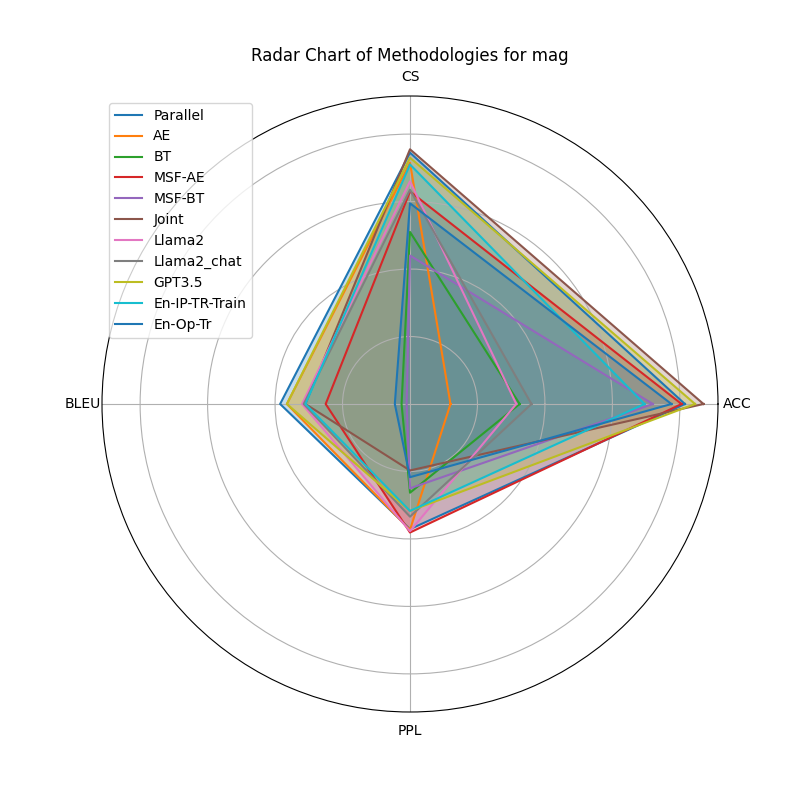 Radar Chart of Methodologies for mag
CS
Parallel
AE
BT
MSF-AE
MSF-BT
Joint
Llama2
Llama2_chat
GPT3.5
En-IP-TR-Train
En-Op-Tr
BLEU
ACC
PPL